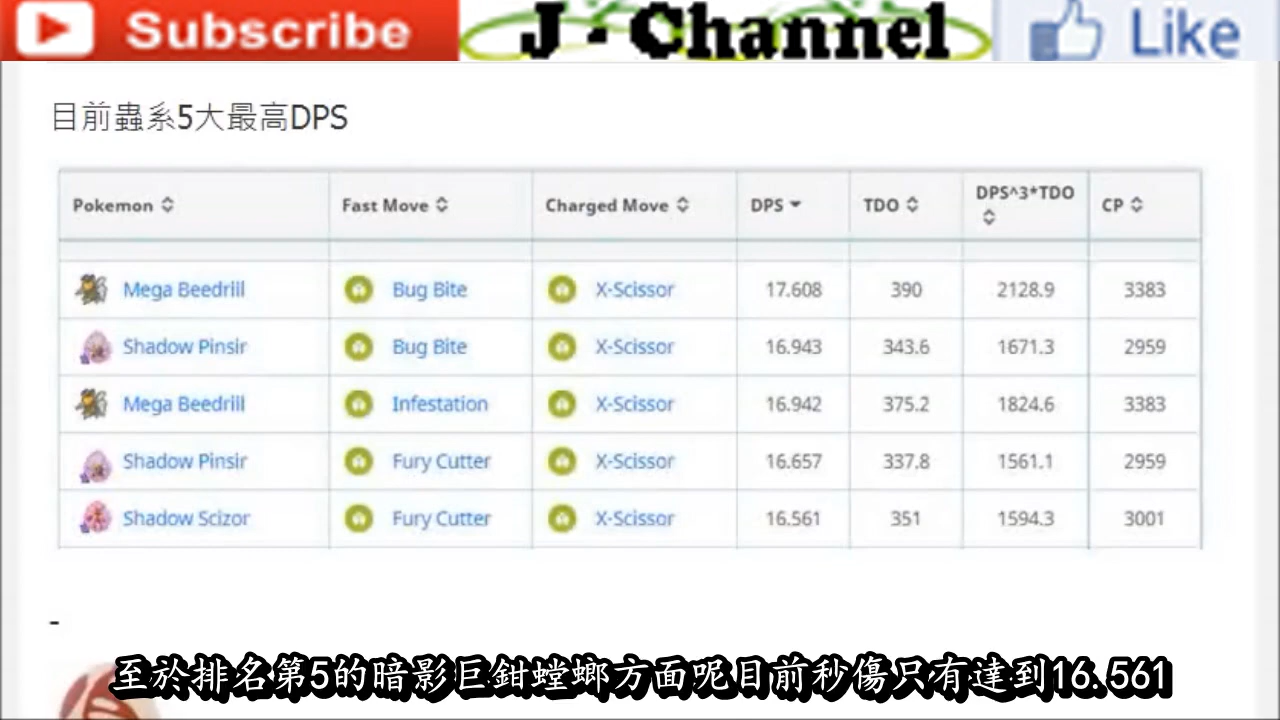 Subscribe J - Channel Like
目前蟲系5大最高DPS
Pokemon Fast Move Charged Move DPS TDO DPS^3*TDO CP
Mega Beedrill Bug Bite X-Scissor 17.608 390 2128.9 3383
Shadow Pinsir Bug Bite X-Scissor 16.943 343.6 1671.3 2959
Mega Beedrill Infestation X-Scissor 16.942 375.2 1824.6 3383
Shadow Pinsir Fury Cutter X-Scissor 16.657 337.8 1561.1 2959
Shadow Scizor Fury Cutter X-Scissor 16.561 351 1594.3 3001
-
至於排名第5的暗影巨鉗螳螂方面呢目前秒傷只有達到16.561